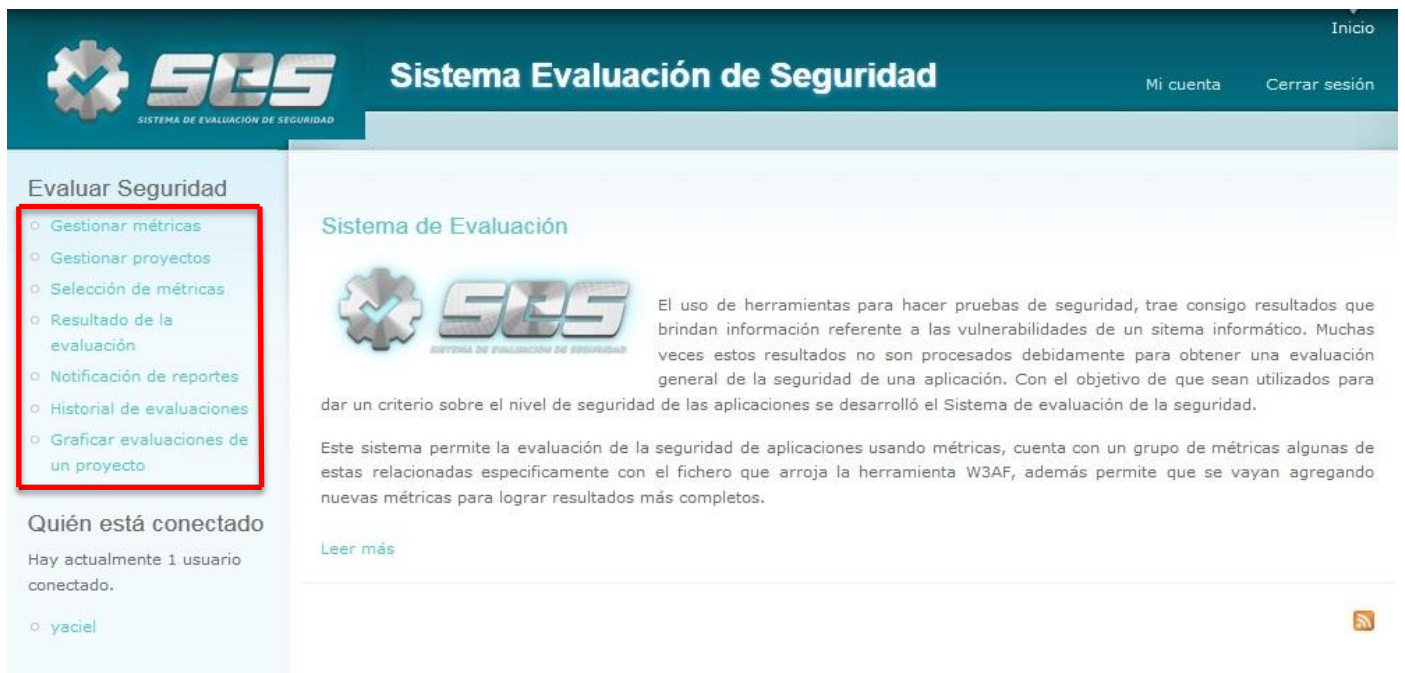 Inicio
SES
SISTEMA DE EVALUACIÓN DE SEGURIDAD
Sistema Evaluación de Seguridad
Mi cuenta
Cerrar sesión
Evaluar Seguridad
Gestionar métricas
Gestionar proyectos
Selección de métricas
Resultado de la
evaluación
Notificación de reportes
Historial de evaluaciones
Graficar evaluaciones de
un proyecto
Quién está conectado
Hay actualmente 1 usuario
conectado.
yaciel
Sistema de Evaluación
SES
SISTEMA DE EVALUACIÓN DE SEGURIDAD
El uso de herramientas para hacer pruebas de seguridad, trae consigo resultados que
brindan información referente a las vulnerabilidades de un sitema informático. Muchas
veces estos resultados no son procesados debidamente para obtener una evaluación
general de la seguridad de una aplicación. Con el objetivo de que sean utilizados para
dar un criterio sobre el nivel de seguridad de las aplicaciones se desarrolló el Sistema de evaluación de la seguridad.
Este sistema permite la evaluación de la seguridad de aplicaciones usando métricas, cuenta con un grupo de métricas algunas de
estas relacionadas especificamente con el fichero que arroja la herramienta W3AF, además permite que se vayan agregando
nuevas métricas para lograr resultados más completos.
Leer más